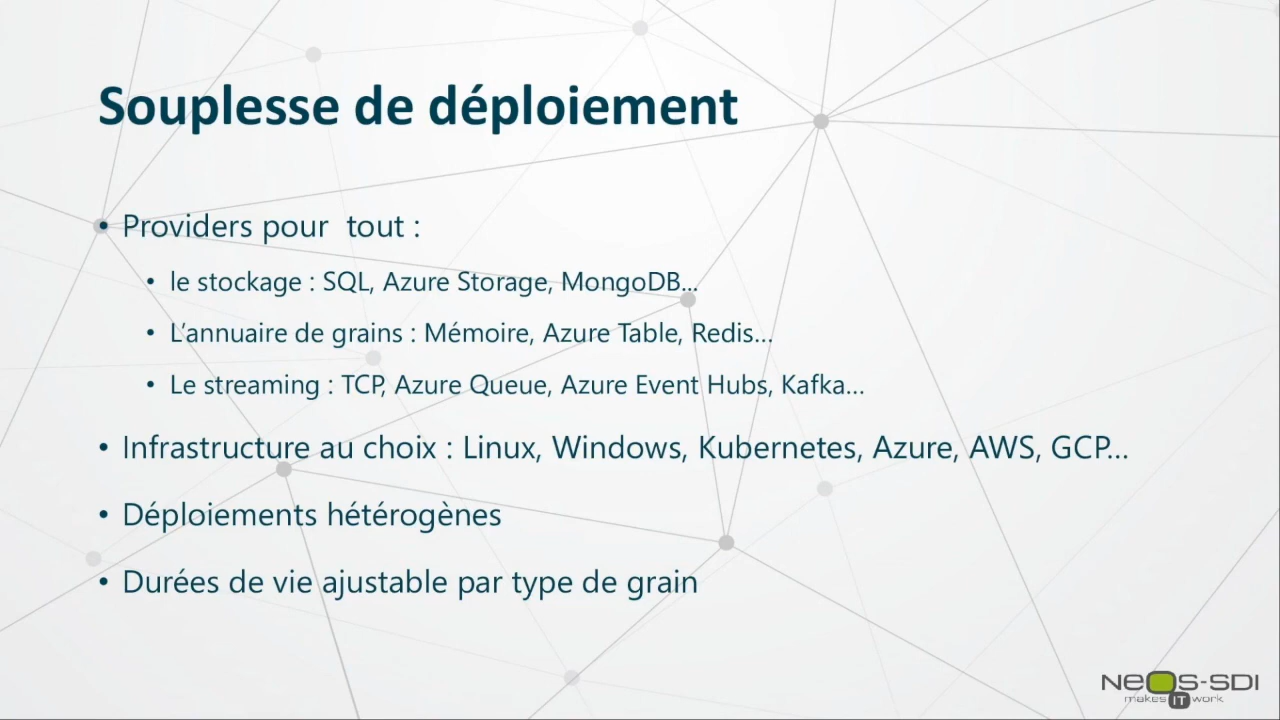 Souplesse de déploiement
• Providers pour  tout :
• le stockage : SQL, Azure Storage, MongoDB...
• L’annuaire de grains : Mémoire, Azure Table, Redis…
• Le streaming : TCP, Azure Queue, Azure Event Hubs, Kafka…
• Infrastructure au choix : Linux, Windows, Kubernetes, Azure, AWS, GCP…
• Déploiements hétérogènes
• Durées de vie ajustable par type de grain
NeOS-SDI
makes IT work